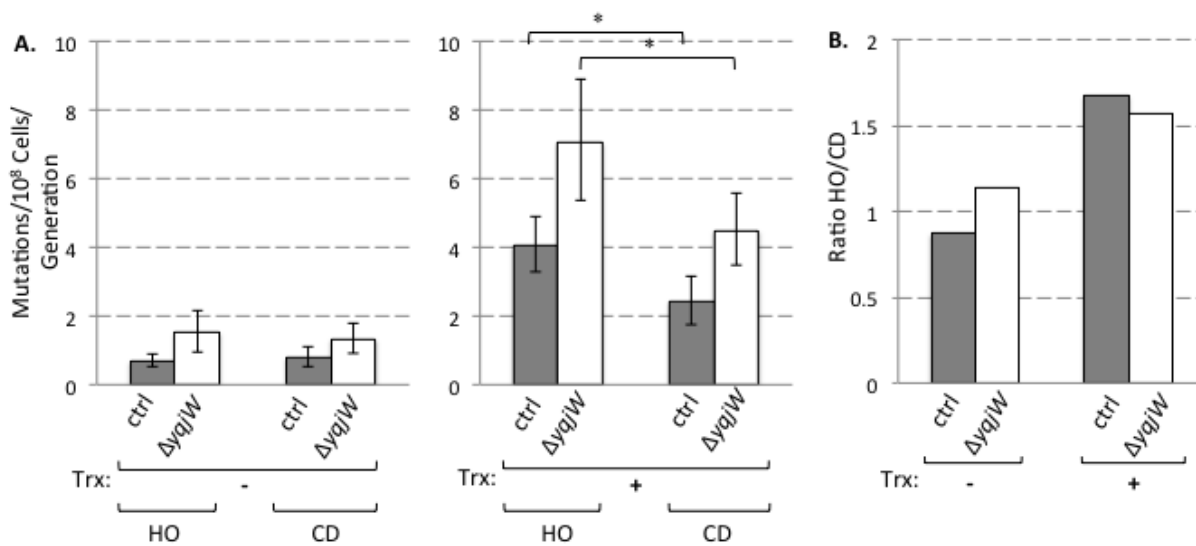 A.
Mutations/10⁸ Cells/
Generation
10
8
6
4
2
0
ctrl
ΔyqjW
ctrl
ΔyqjW
Trx:
-
HO
CD
*
*
10
8
6
4
2
0
ctrl
ΔyqjW
ctrl
ΔyqjW
Trx:
+
HO
CD
B.
Ratio HO/CD
2
1.5
1
0.5
0
ctrl
ΔyqjW
ctrl
ΔyqjW
Trx:
-
+